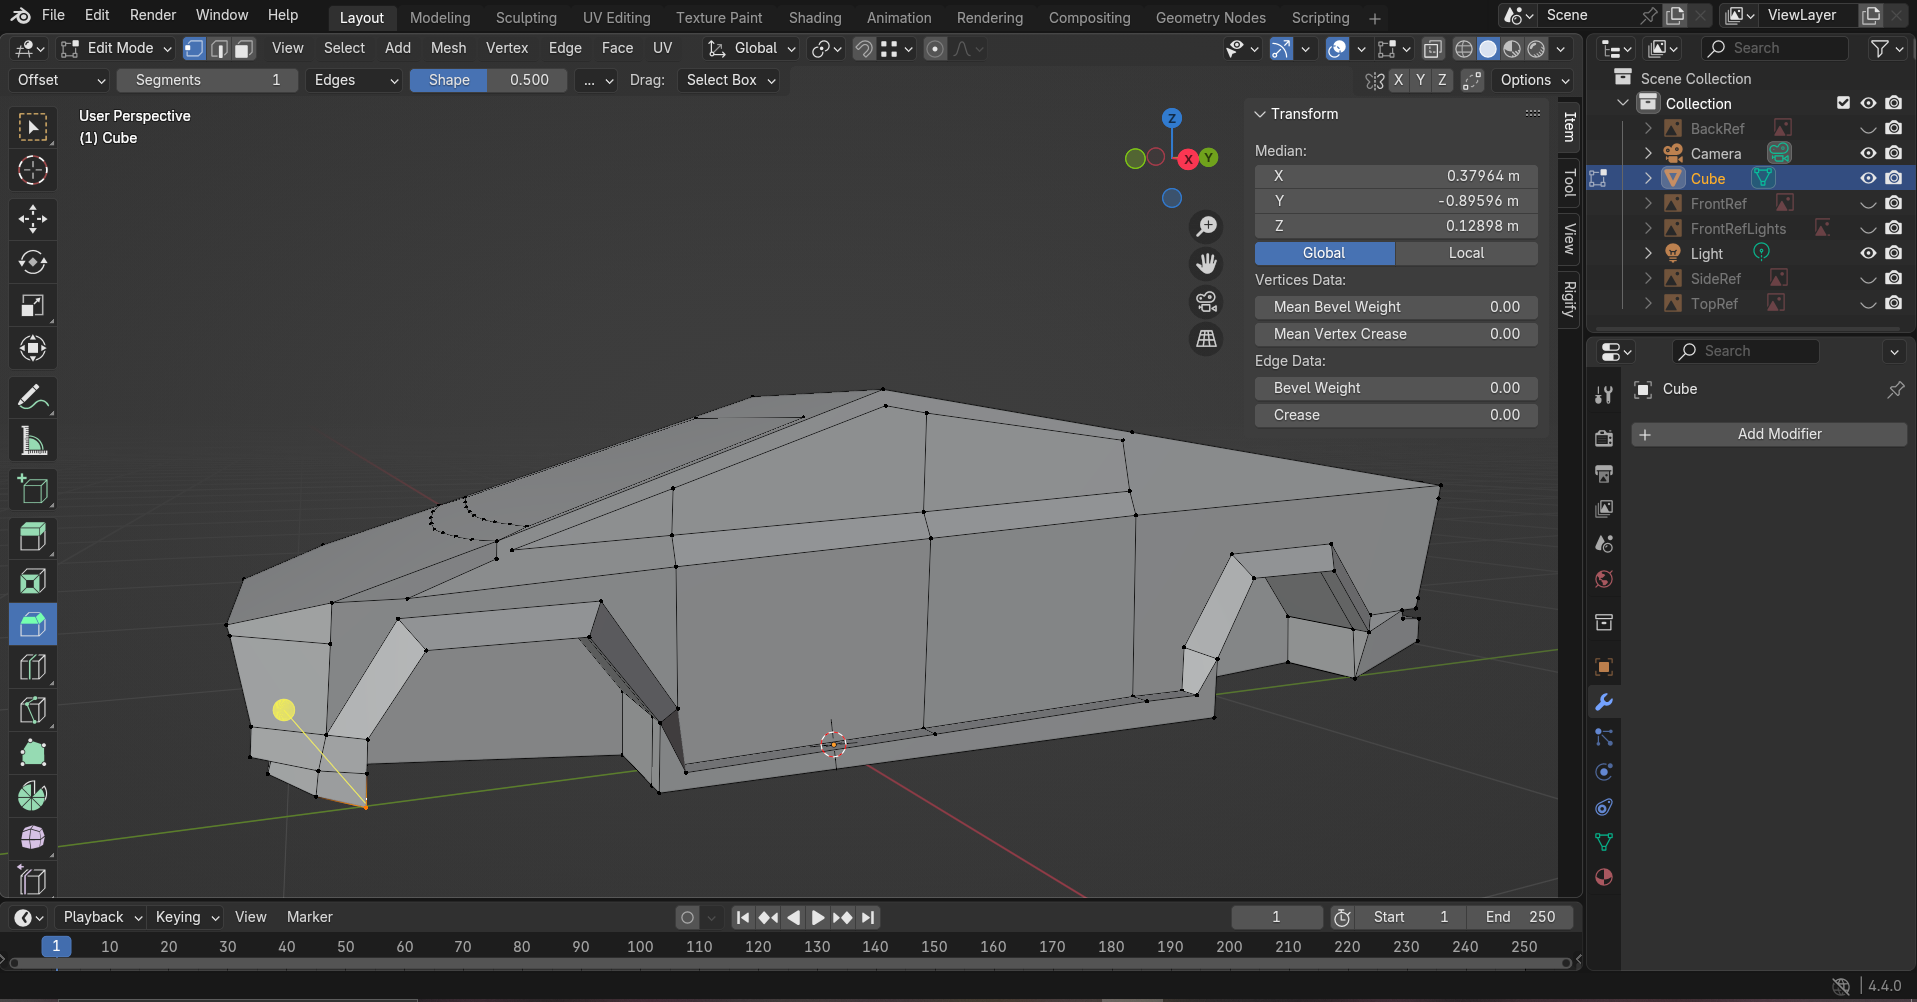 File Edit Render Window Help Layout Modeling Sculpting UV Editing Texture Paint Shading Animation Rendering Compositing Geometry Nodes Scripting + Scene ViewLayer
Edit Mode View Select Add Mesh Vertex Edge Face UV Global Search
Offset Segments 1 Edges Shape 0.500 ... Drag: Select Box X Y Z Options
Scene Collection
Collection
BackRef
Camera
Cube
FrontRef
FrontRefLights
Light
SideRef
TopRef
User Perspective
(1) Cube
Z
X
Y
Transform
Median:
X 0.37964 m
Y -0.89596 m
Z 0.12898 m
Global Local
Vertices Data:
Mean Bevel Weight 0.00
Mean Vertex Crease 0.00
Edge Data:
Bevel Weight 0.00
Crease 0.00
Item
Tool
View
Rigify
Search
Cube
+ Add Modifier
Playback Keying View Marker 1 Start 1 End 250
1 10 20 30 40 50 60 70 80 90 100 110 120 130 140 150 160 170 180 190 200 210 220 230 240 250
4.4.0